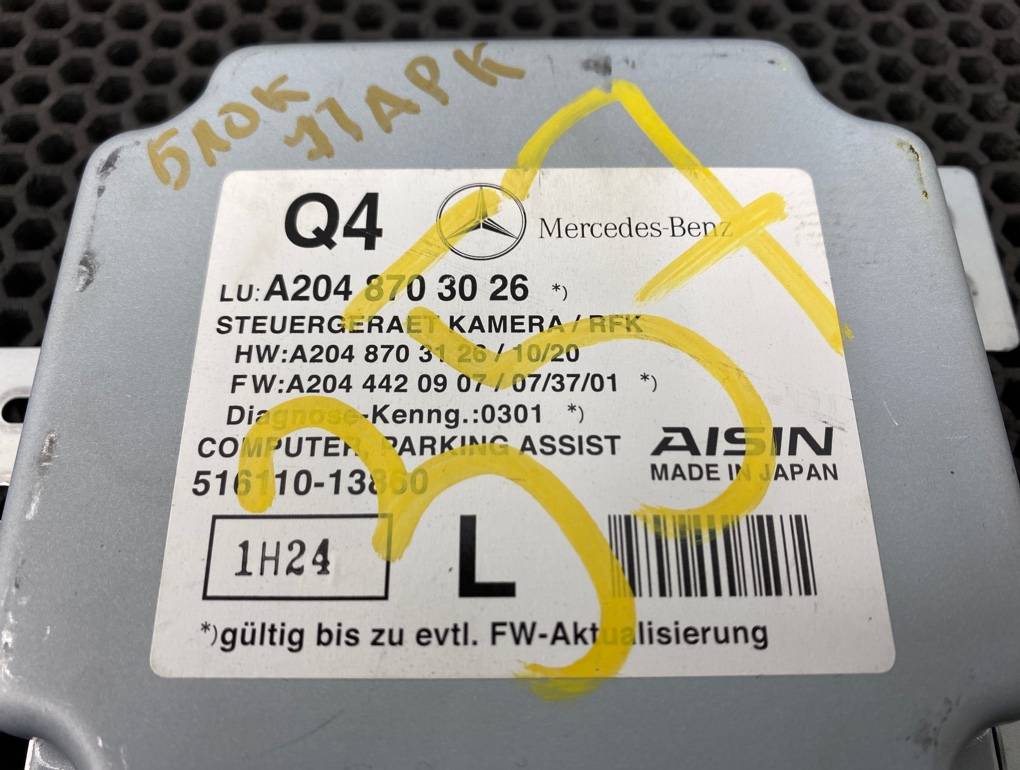 БЛОК ПАРК
Q4 Mercedes-Benz
LU: A204 870 30 26 *)
STEUERGERAET KAMERA / RFK
HW:A204 870 31 26 / 10/20
FW:A204 442 09 07 / 07/37/01 *)
Diagnose-Kenng.:0301 *)
COMPUTER, PARKING ASSIST
516110-13860
AISIN
MADE IN JAPAN
1H24 L
*)gültig bis zu evtl. FW-Aktualisierung